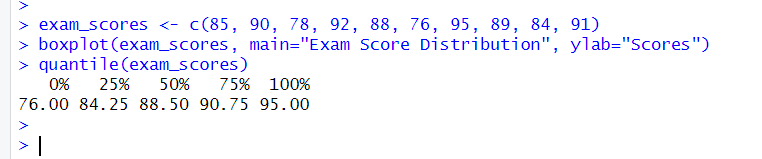 >
> exam_scores <- c(85, 90, 78, 92, 88, 76, 95, 89, 84, 91)
> boxplot(exam_scores, main="Exam Score Distribution", ylab="Scores")
> quantile(exam_scores)
   0%   25%   50%   75%  100%
76.00 84.25 88.50 90.75 95.00
>
>